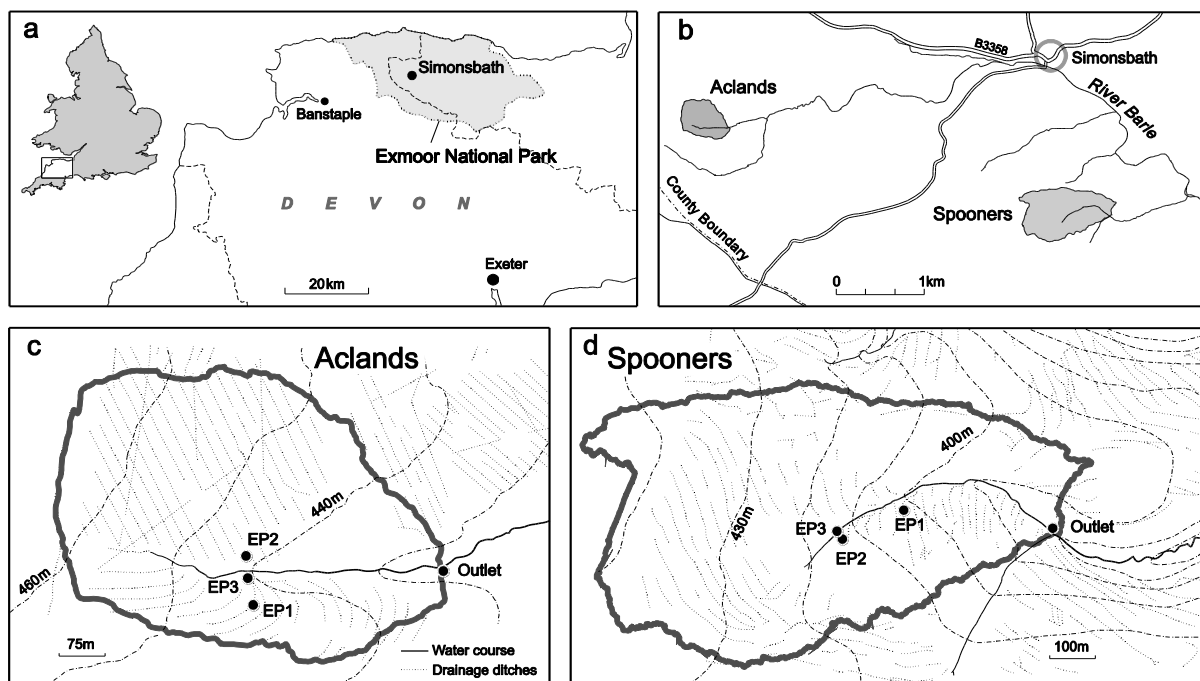 a
Simonsbath
Banstaple
Exmoor National Park
DEVON
Exeter
20km
b
B3358
Simonsbath
Aclands
River Barle
Spooners
County Boundary
0 1km
c
Aclands
440m
EP2
EP3
EP1
Outlet
460m
75m
Water course
Drainage ditches
d
Spooners
400m
430m
EP3
EP1
EP2
Outlet
100m